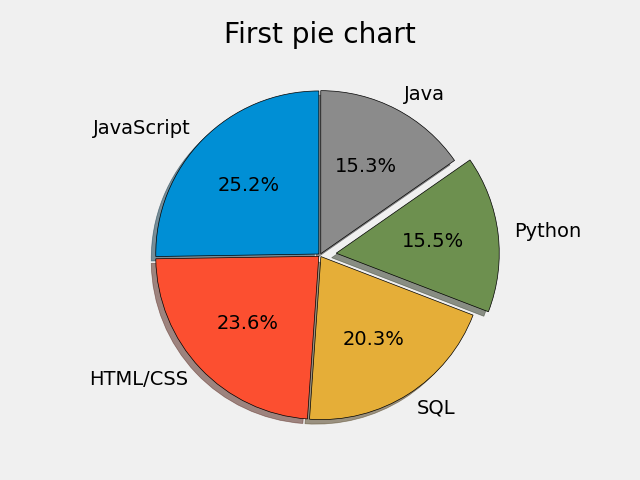 First pie chart
Java
JavaScript
15.3%
25.2%
Python
15.5%
23.6%
20.3%
HTML/CSS
SQL